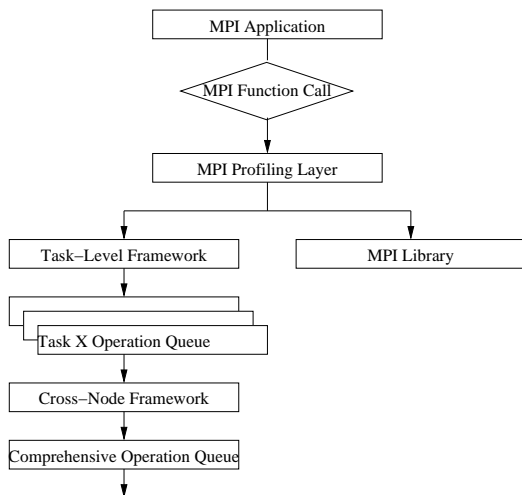 MPI Application
MPI Function Call
MPI Profiling Layer
Task−Level Framework
MPI Library
Task X Operation Queue
Cross−Node Framework
Comprehensive Operation Queue